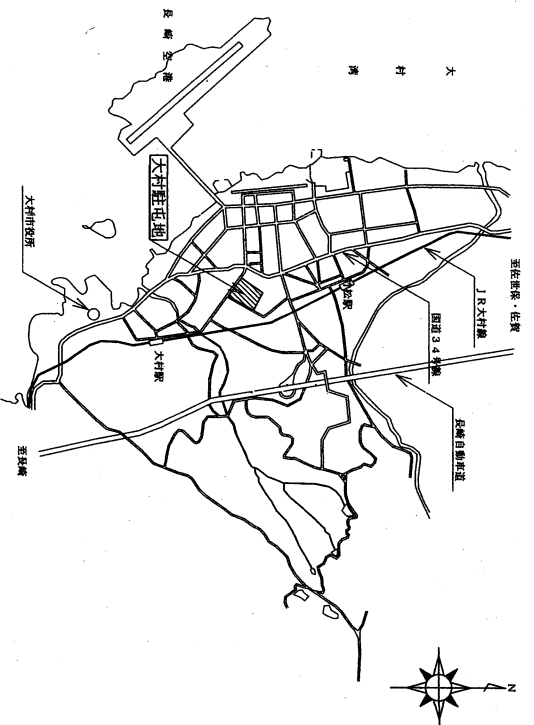 長崎空港
大村湾
大村駐屯地
大村市役所
松駅
至佐世保・佐賀
JR大村線
国道34号線
大村駅
長崎自動車道
至長崎
N